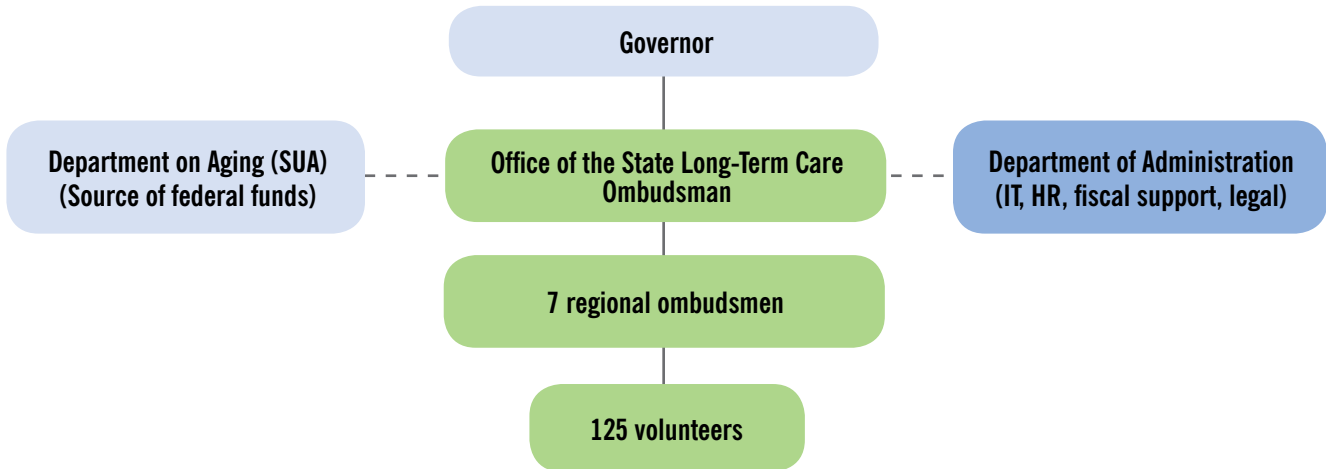 Governor
Department on Aging (SUA)
(Source of federal funds)
Office of the State Long-Term Care
Ombudsman
Department of Administration
(IT, HR, fiscal support, legal)
7 regional ombudsmen
125 volunteers